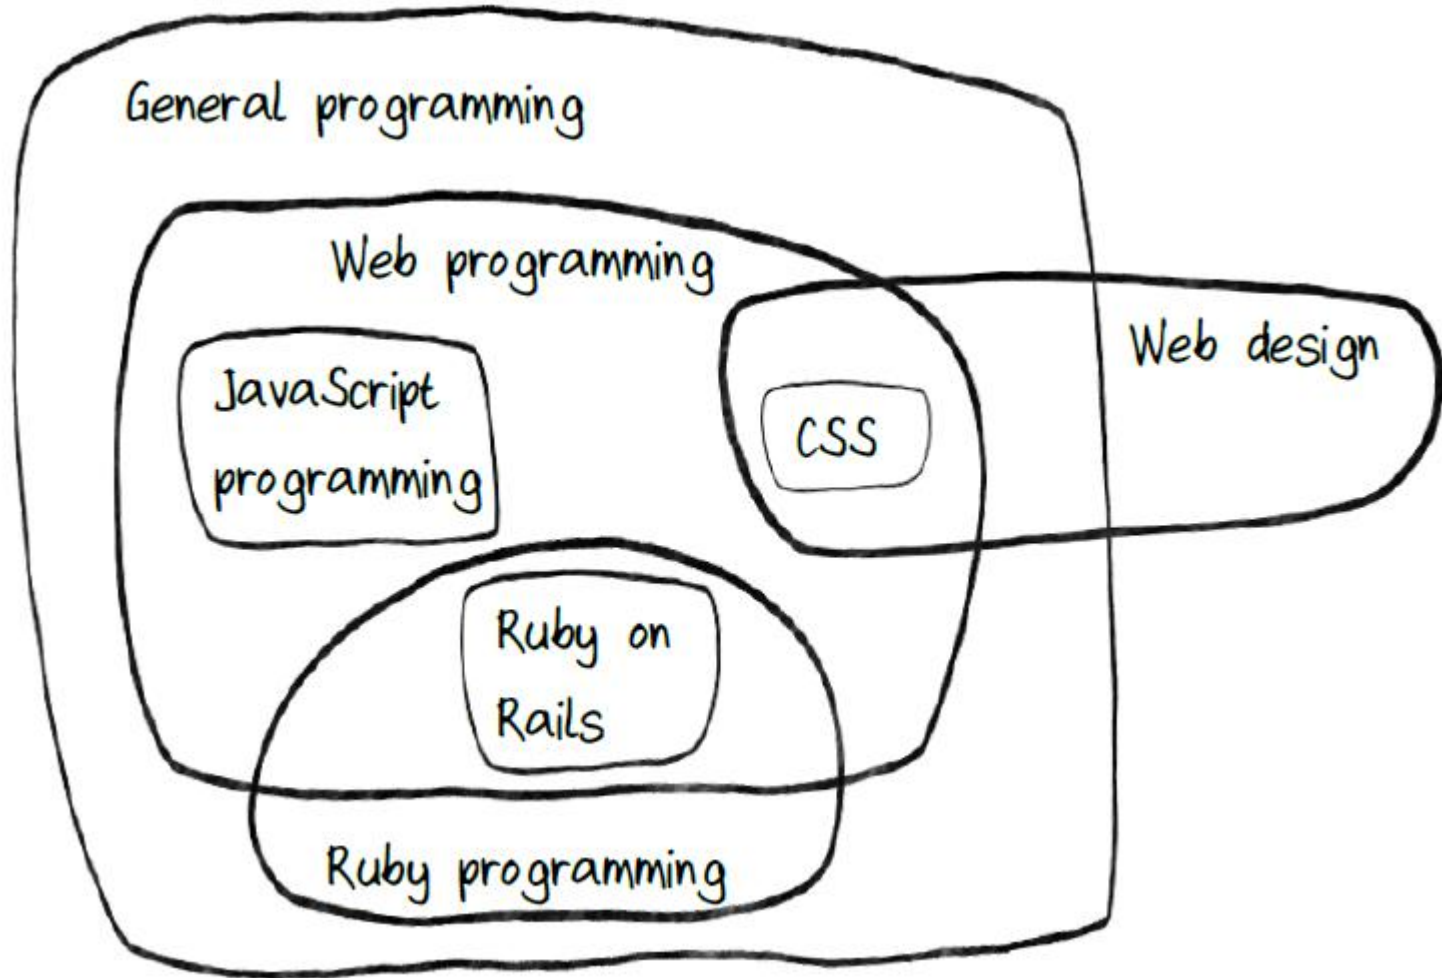 General programming
Web programming
Web design
JavaScript
programming
CSS
Ruby on
Rails
Ruby programming